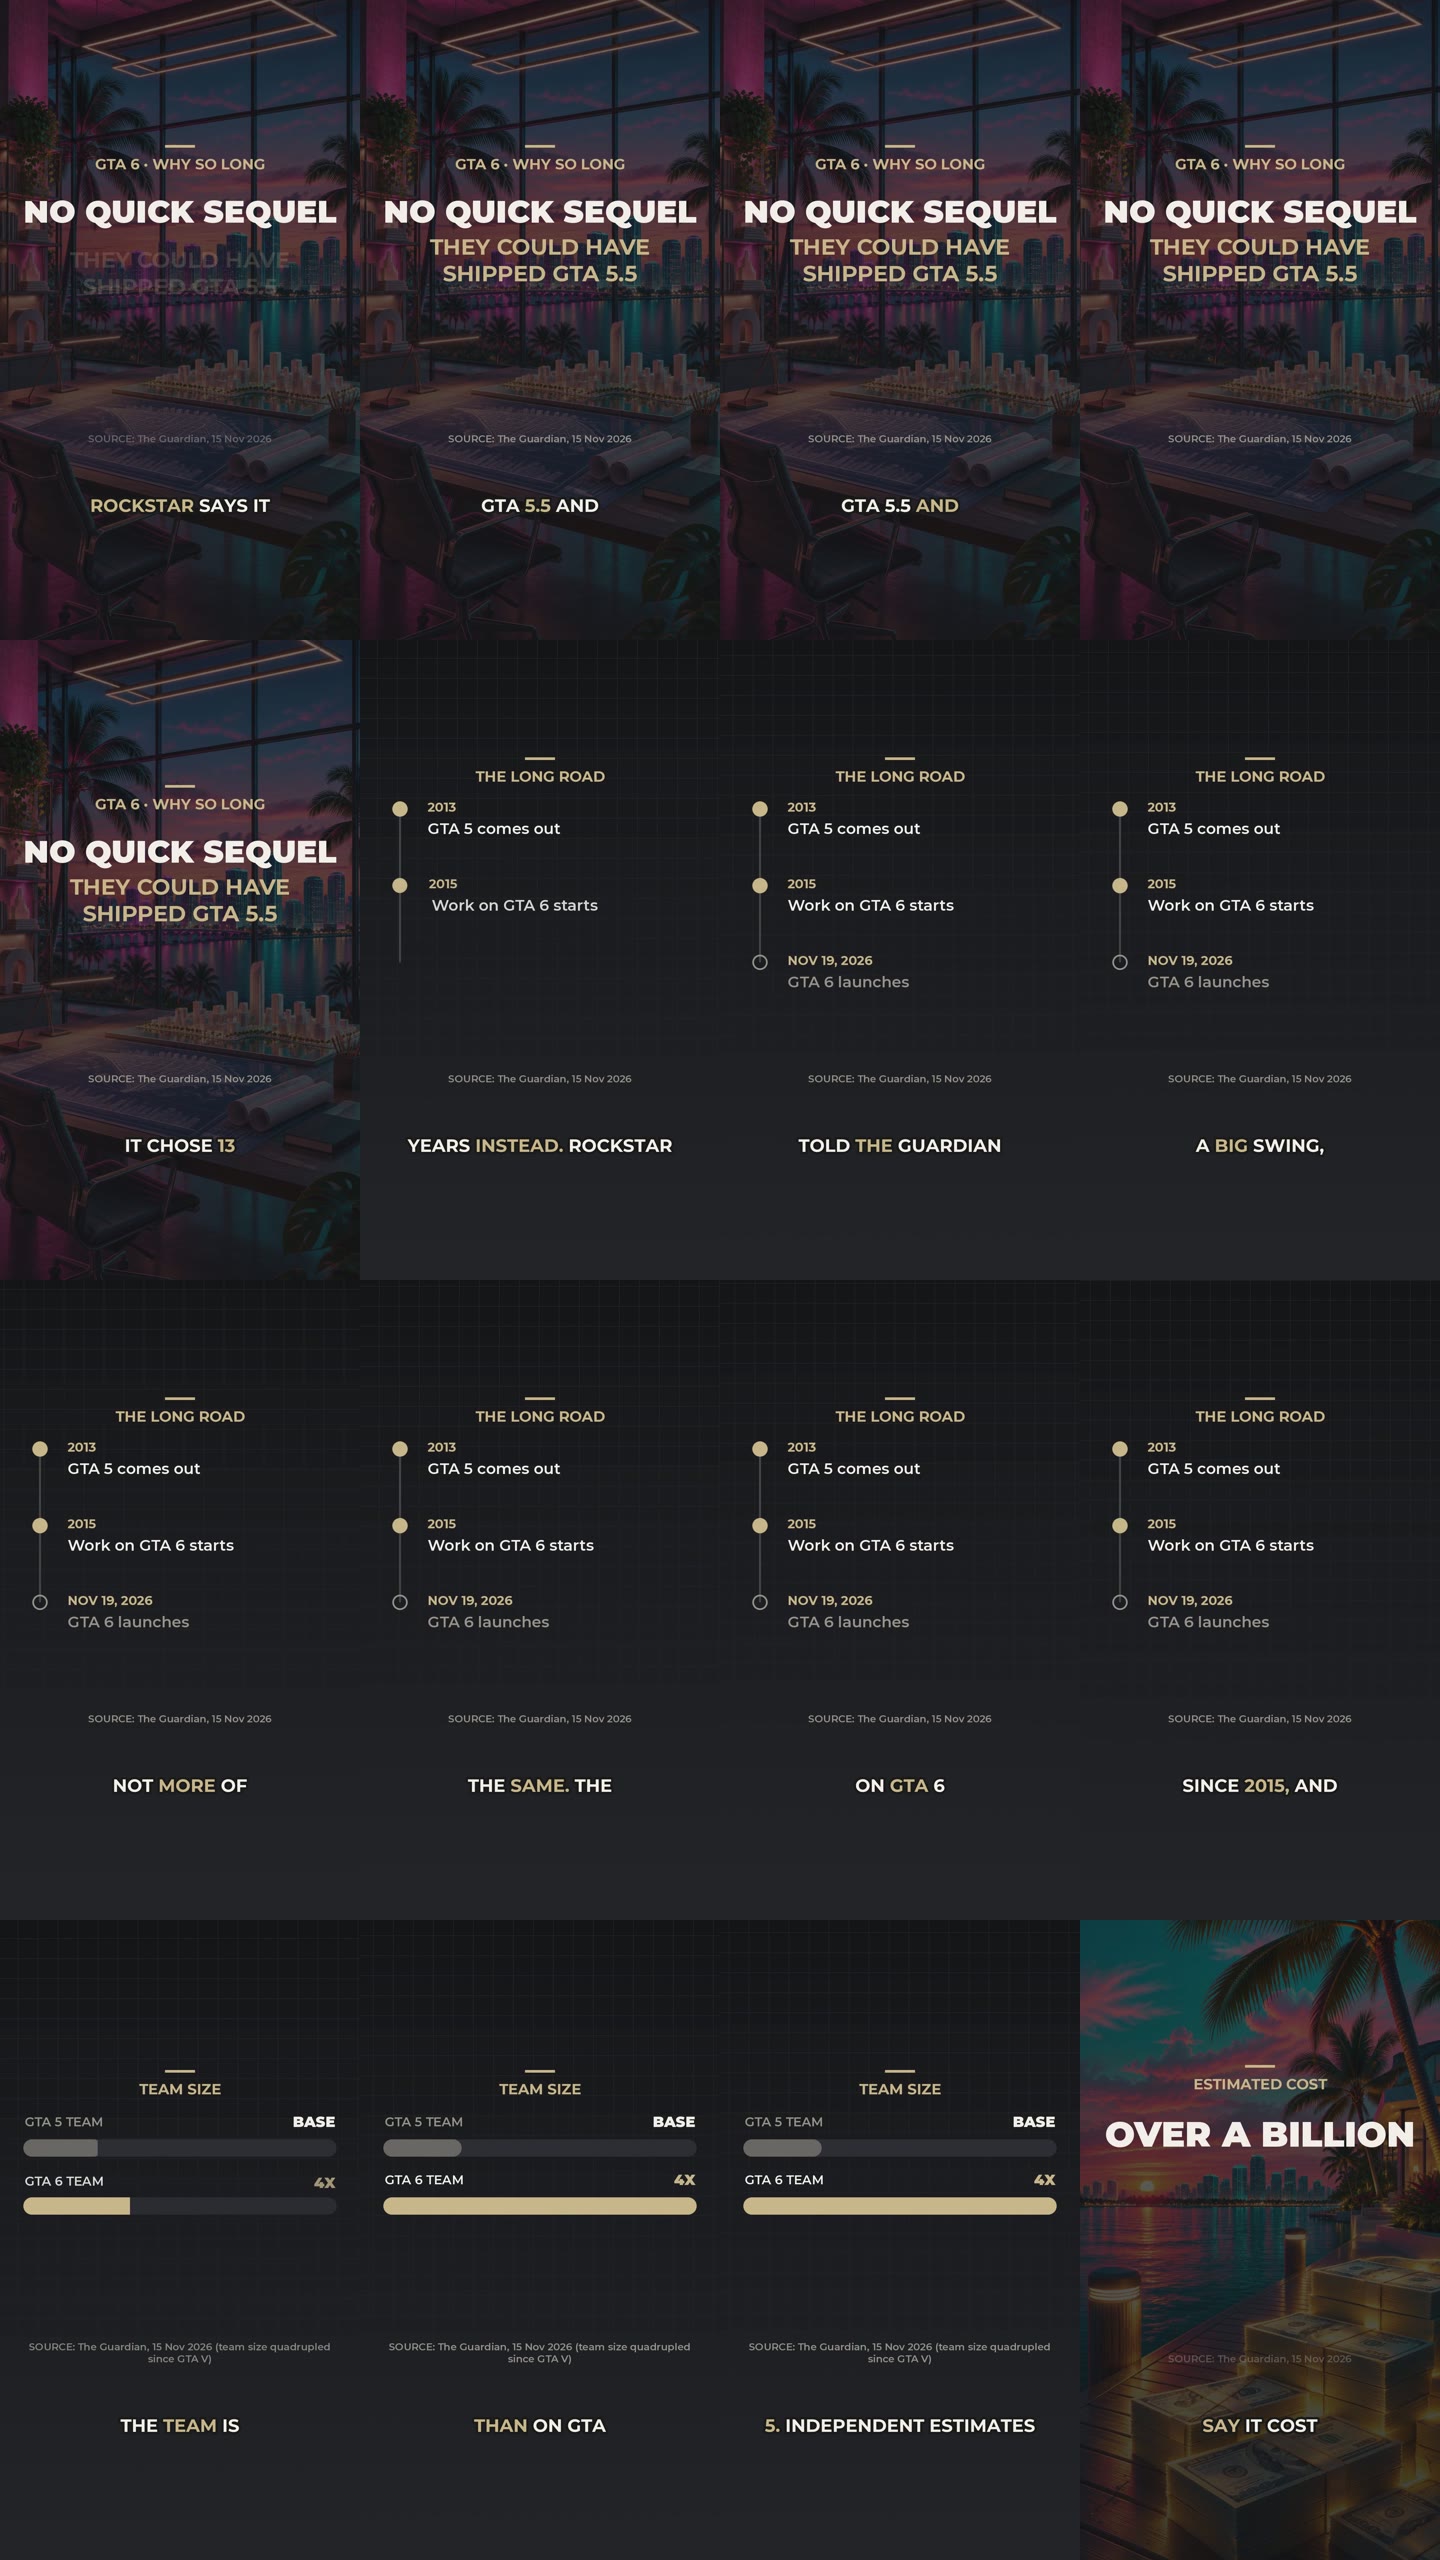 GTA 6 · WHY SO LONG
NO QUICK SEQUEL
THEY COULD HAVE
SHIPPED GTA 5.5
SOURCE: The Guardian, 15 Nov 2026
ROCKSTAR SAYS IT
GTA 6 · WHY SO LONG
NO QUICK SEQUEL
THEY COULD HAVE
SHIPPED GTA 5.5
SOURCE: The Guardian, 15 Nov 2026
GTA 5.5 AND
GTA 6 · WHY SO LONG
NO QUICK SEQUEL
THEY COULD HAVE
SHIPPED GTA 5.5
SOURCE: The Guardian, 15 Nov 2026
GTA 5.5 AND
GTA 6 · WHY SO LONG
NO QUICK SEQUEL
THEY COULD HAVE
SHIPPED GTA 5.5
SOURCE: The Guardian, 15 Nov 2026
GTA 6 · WHY SO LONG
NO QUICK SEQUEL
THEY COULD HAVE
SHIPPED GTA 5.5
SOURCE: The Guardian, 15 Nov 2026
IT CHOSE 13
THE LONG ROAD
2013
GTA 5 comes out
2015
Work on GTA 6 starts
SOURCE: The Guardian, 15 Nov 2026
YEARS INSTEAD. ROCKSTAR
THE LONG ROAD
2013
GTA 5 comes out
2015
Work on GTA 6 starts
NOV 19, 2026
GTA 6 launches
SOURCE: The Guardian, 15 Nov 2026
TOLD THE GUARDIAN
THE LONG ROAD
2013
GTA 5 comes out
2015
Work on GTA 6 starts
NOV 19, 2026
GTA 6 launches
SOURCE: The Guardian, 15 Nov 2026
A BIG SWING,
THE LONG ROAD
2013
GTA 5 comes out
2015
Work on GTA 6 starts
NOV 19, 2026
GTA 6 launches
SOURCE: The Guardian, 15 Nov 2026
NOT MORE OF
THE LONG ROAD
2013
GTA 5 comes out
2015
Work on GTA 6 starts
NOV 19, 2026
GTA 6 launches
SOURCE: The Guardian, 15 Nov 2026
THE SAME. THE
THE LONG ROAD
2013
GTA 5 comes out
2015
Work on GTA 6 starts
NOV 19, 2026
GTA 6 launches
SOURCE: The Guardian, 15 Nov 2026
ON GTA 6
THE LONG ROAD
2013
GTA 5 comes out
2015
Work on GTA 6 starts
NOV 19, 2026
GTA 6 launches
SOURCE: The Guardian, 15 Nov 2026
SINCE 2015, AND
TEAM SIZE
GTA 5 TEAM BASE
GTA 6 TEAM 4X
SOURCE: The Guardian, 15 Nov 2026 (team size quadrupled
since GTA V)
THE TEAM IS
TEAM SIZE
GTA 5 TEAM BASE
GTA 6 TEAM 4X
SOURCE: The Guardian, 15 Nov 2026 (team size quadrupled
since GTA V)
THAN ON GTA
TEAM SIZE
GTA 5 TEAM BASE
GTA 6 TEAM 4X
SOURCE: The Guardian, 15 Nov 2026 (team size quadrupled
since GTA V)
5. INDEPENDENT ESTIMATES
ESTIMATED COST
OVER A BILLION
SOURCE: The Guardian, 15 Nov 2026
SAY IT COST